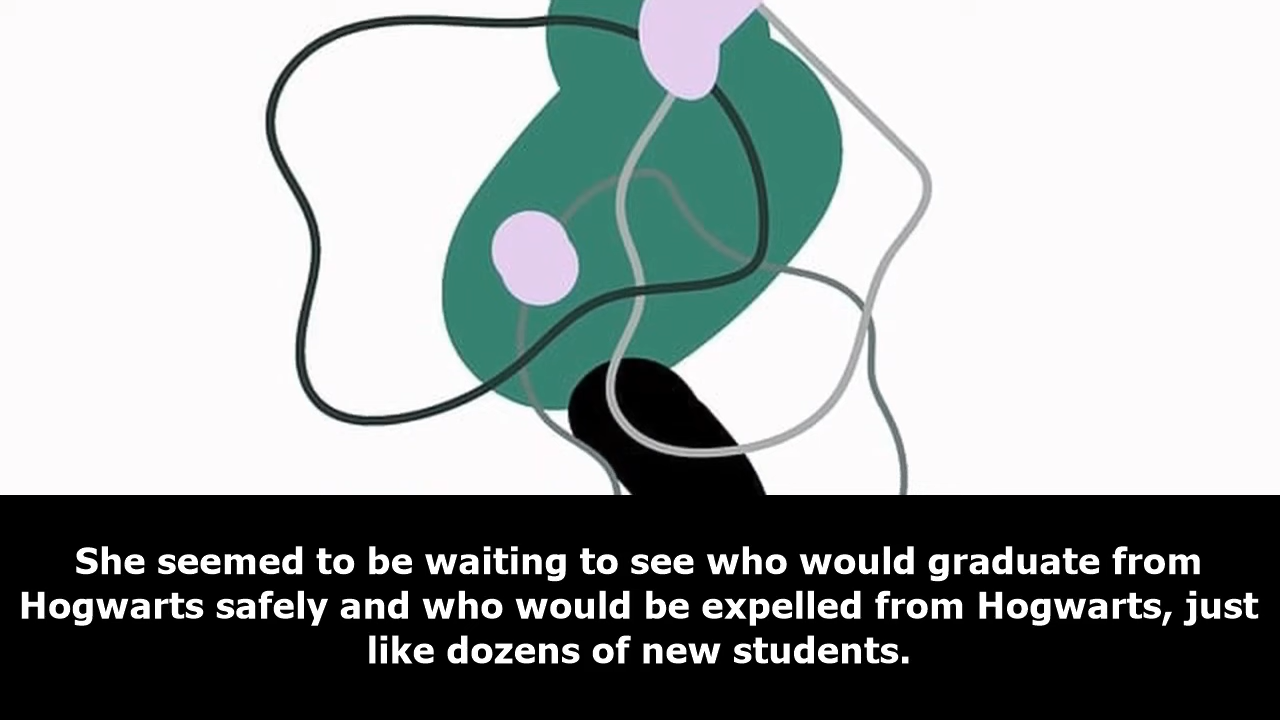 She seemed to be waiting to see who would graduate from
Hogwarts safely and who would be expelled from Hogwarts, just
like dozens of new students.